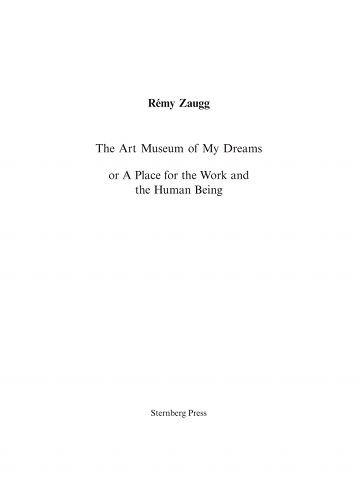 Rémy Zaugg
The Art Museum of My Dreams
or A Place for the Work and
the Human Being
Sternberg Press